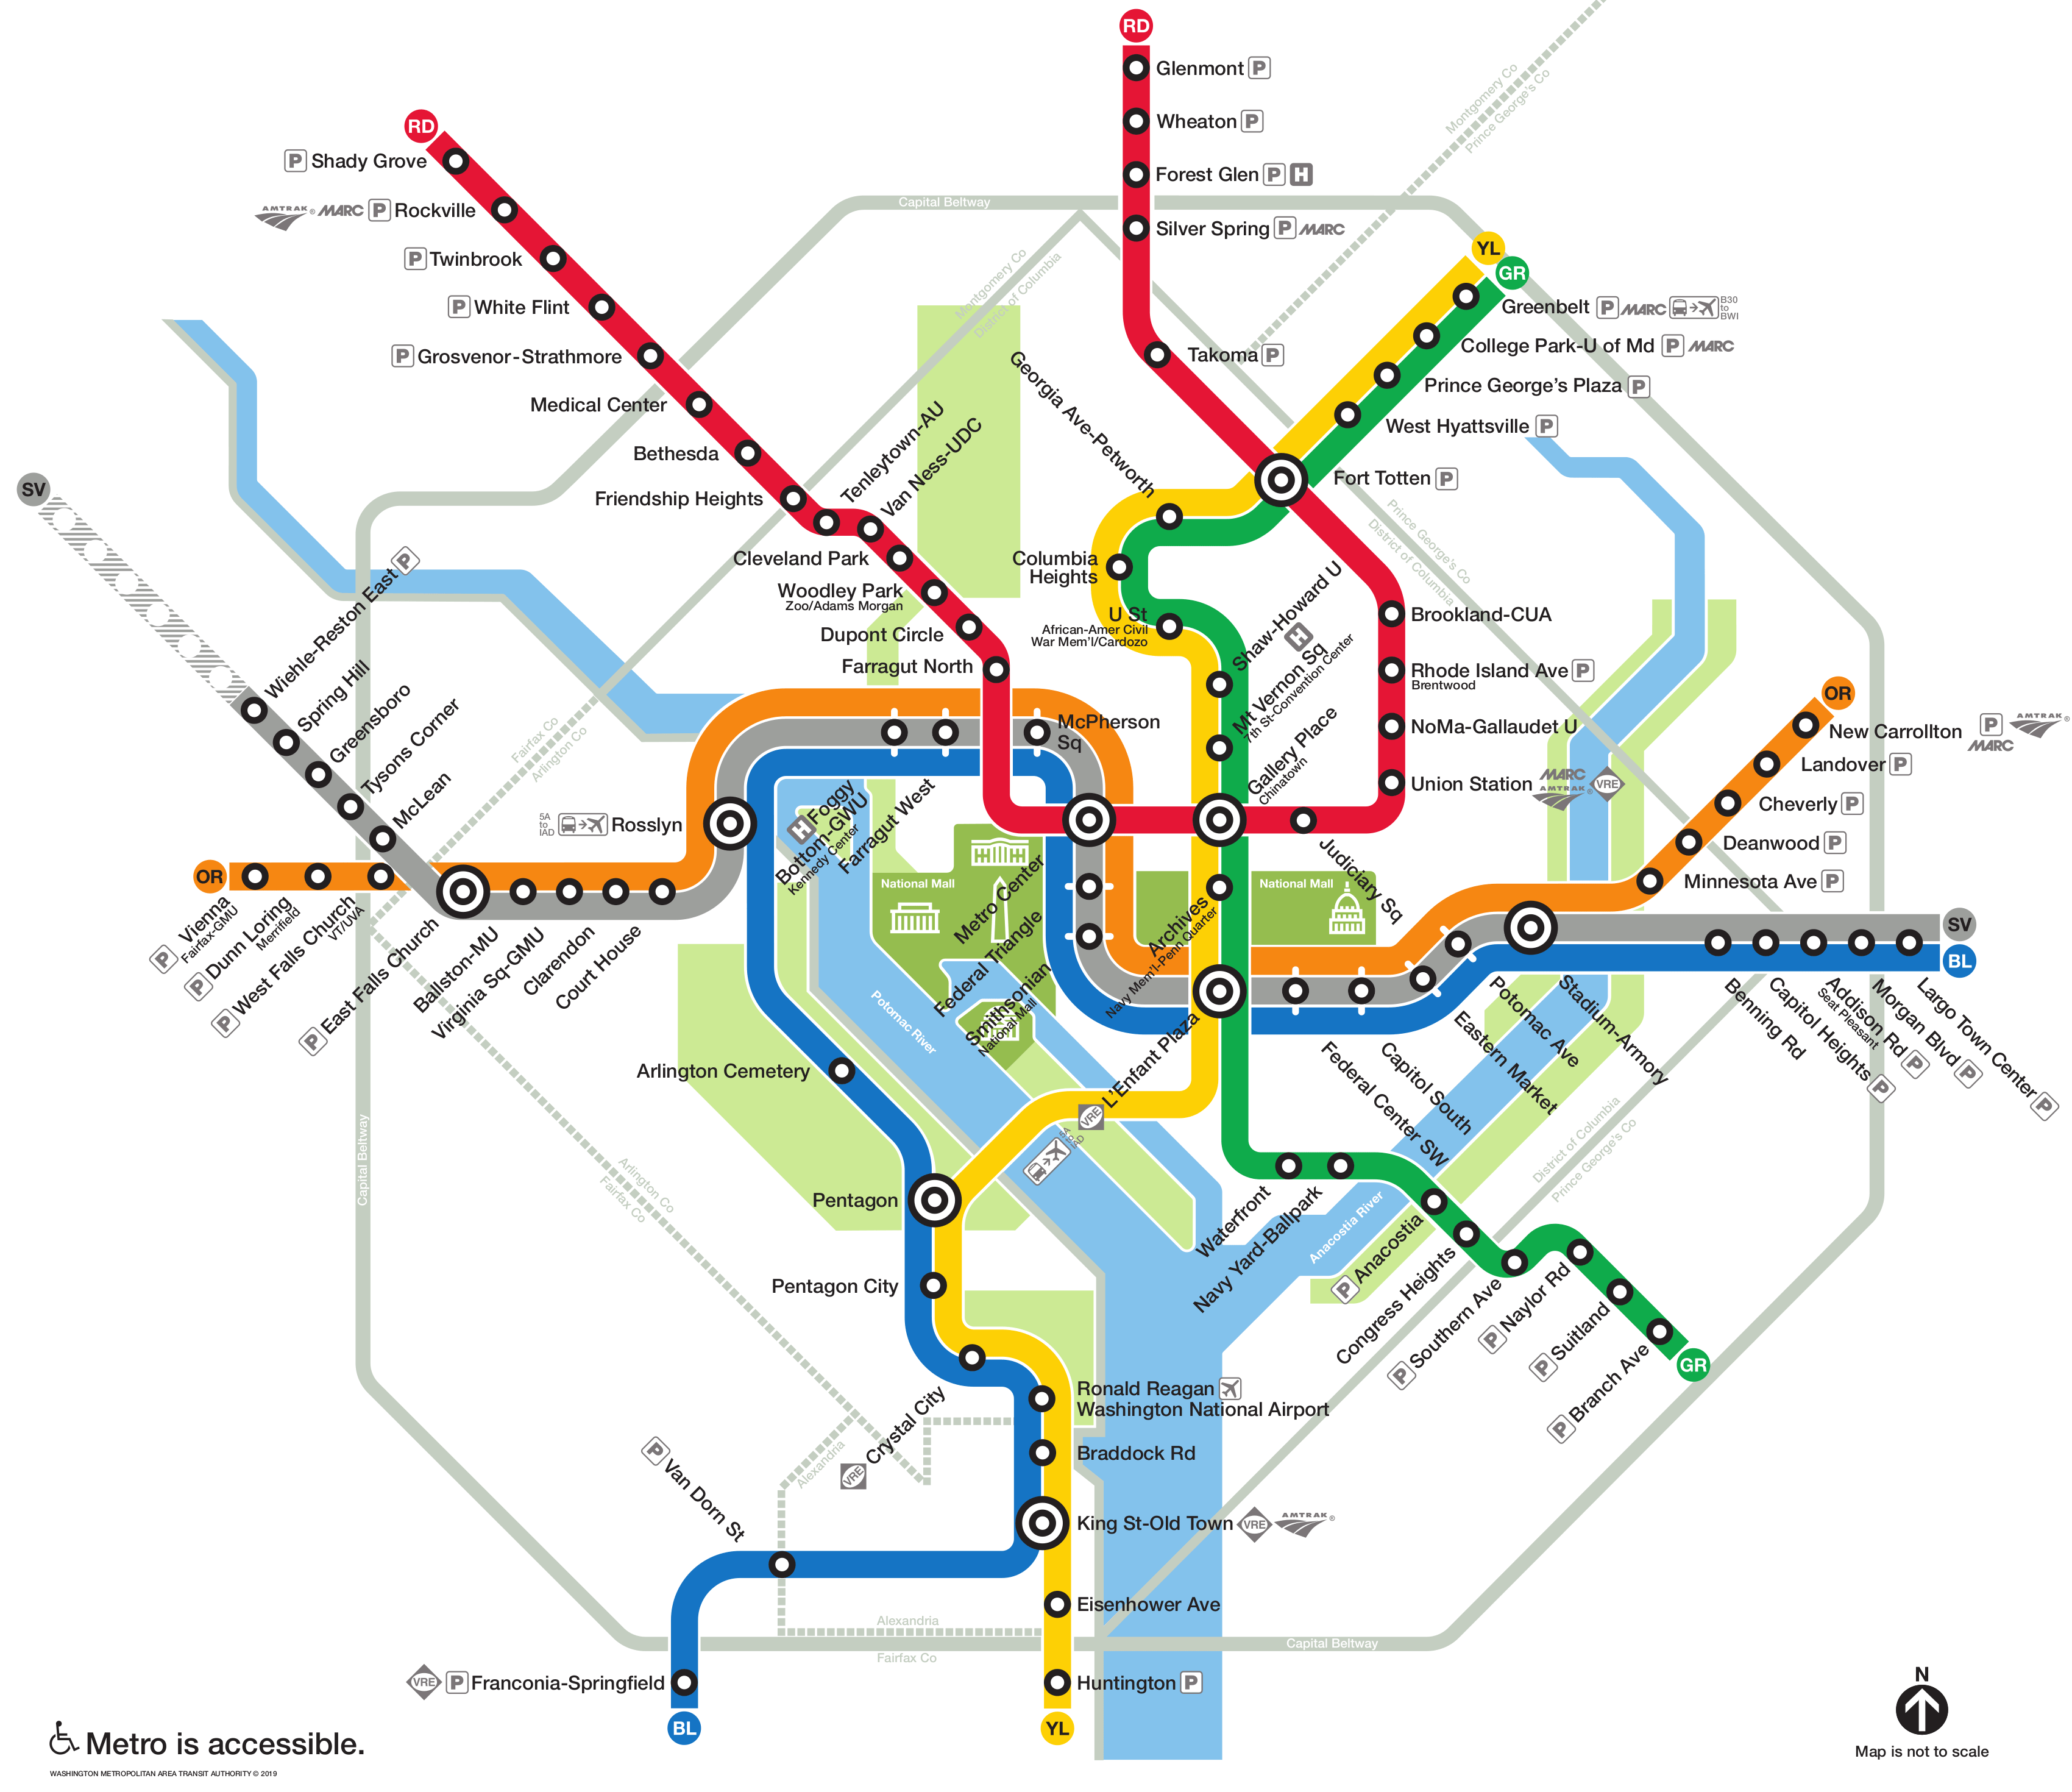 RD
Glenmont P
Wheaton P
Forest Glen P H
Silver Spring P MARC
Takoma P
RD
P Shady Grove
AMTRAK® MARC P Rockville
P Twinbrook
P White Flint
P Grosvenor-Strathmore
Medical Center
Bethesda
Friendship Heights
Tenleytown-AU
Van Ness-UDC
Cleveland Park
Woodley Park
Zoo/Adams Morgan
Dupont Circle
Farragut North
Capital Beltway
Montgomery Co
Prince George's Co
Montgomery Co
District of Columbia
YL
GR
Greenbelt P MARC B30
to
BWI
College Park-U of Md P MARC
Prince George's Plaza P
West Hyattsville P
Fort Totten P
Georgia Ave-Petworth
Columbia
Heights
U St
African-Amer Civil
War Mem'l/Cardozo
Shaw-Howard U
H
Mt Vernon Sq
7th St-Convention Center
Gallery Place
Chinatown
Prince George's Co
District of Columbia
Brookland-CUA
Rhode Island Ave P
Brentwood
NoMa-Gallaudet U
Union Station MARC
AMTRAK® VRE
Judiciary Sq
SV
Wiehle-Reston East P
Spring Hill
Greensboro
Tysons Corner
McLean
Fairfax Co
Arlington Co
OR
P Vienna
Fairfax-GMU
P Dunn Loring
Merrifield
P West Falls Church
VT/UVA
P East Falls Church
Ballston-MU
Virginia Sq-GMU
Clarendon
Court House
5A
to
IAD
Rosslyn
H Foggy
Bottom-GWU
Kennedy Center
Farragut West
McPherson
Sq
Metro Center
Federal Triangle
Smithsonian
National Mall
National Mall
National Mall
Archives
Navy Mem'l-Penn Quarter
VRE L'Enfant Plaza
Federal Center SW
Capitol South
Eastern Market
Potomac Ave
Stadium-Armory
OR
New Carrollton P AMTRAK®
MARC
Landover P
Cheverly P
Deanwood P
Minnesota Ave P
SV
BL
Benning Rd
Capitol Heights P
Addison Rd P
Seat Pleasant
Morgan Blvd P
Largo Town Center P
Potomac River
Arlington Cemetery
Pentagon
5A
to
IAD
Pentagon City
VRE Crystal City
Ronald Reagan
Washington National Airport
Braddock Rd
King St-Old Town VRE AMTRAK®
Eisenhower Ave
Huntington P
YL
P Van Dorn St
VRE P Franconia-Springfield
BL
Capital Beltway
Arlington Co
Fairfax Co
Alexandria
Alexandria
Fairfax Co
Capital Beltway
Waterfront
Navy Yard-Ballpark
Anacostia River
P Anacostia
Congress Heights
P Southern Ave
P Naylor Rd
P Suitland
P Branch Ave
GR
District of Columbia
Prince George's Co
Metro is accessible.
WASHINGTON METROPOLITAN AREA TRANSIT AUTHORITY © 2019
N
Map is not to scale